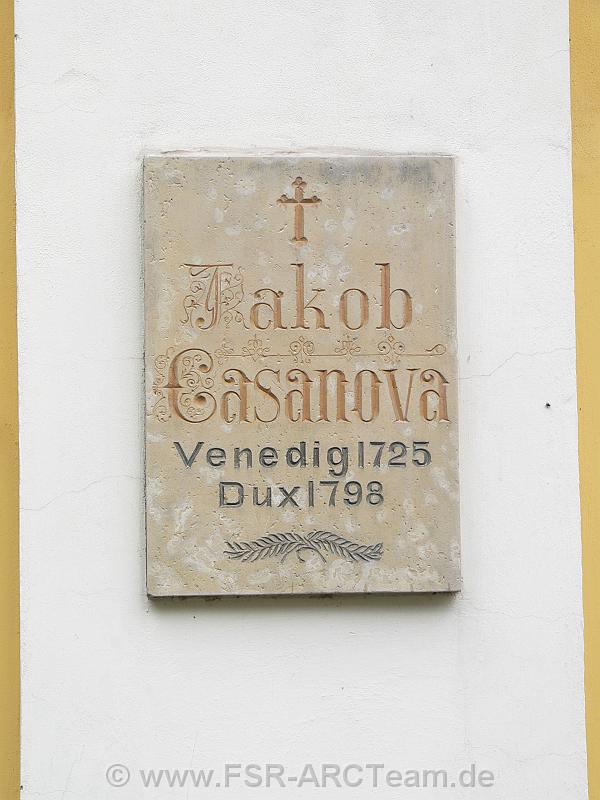 Jakob
Casanova
Venedig 1725
Dux 1798
© www.FSR-ARCTeam.de